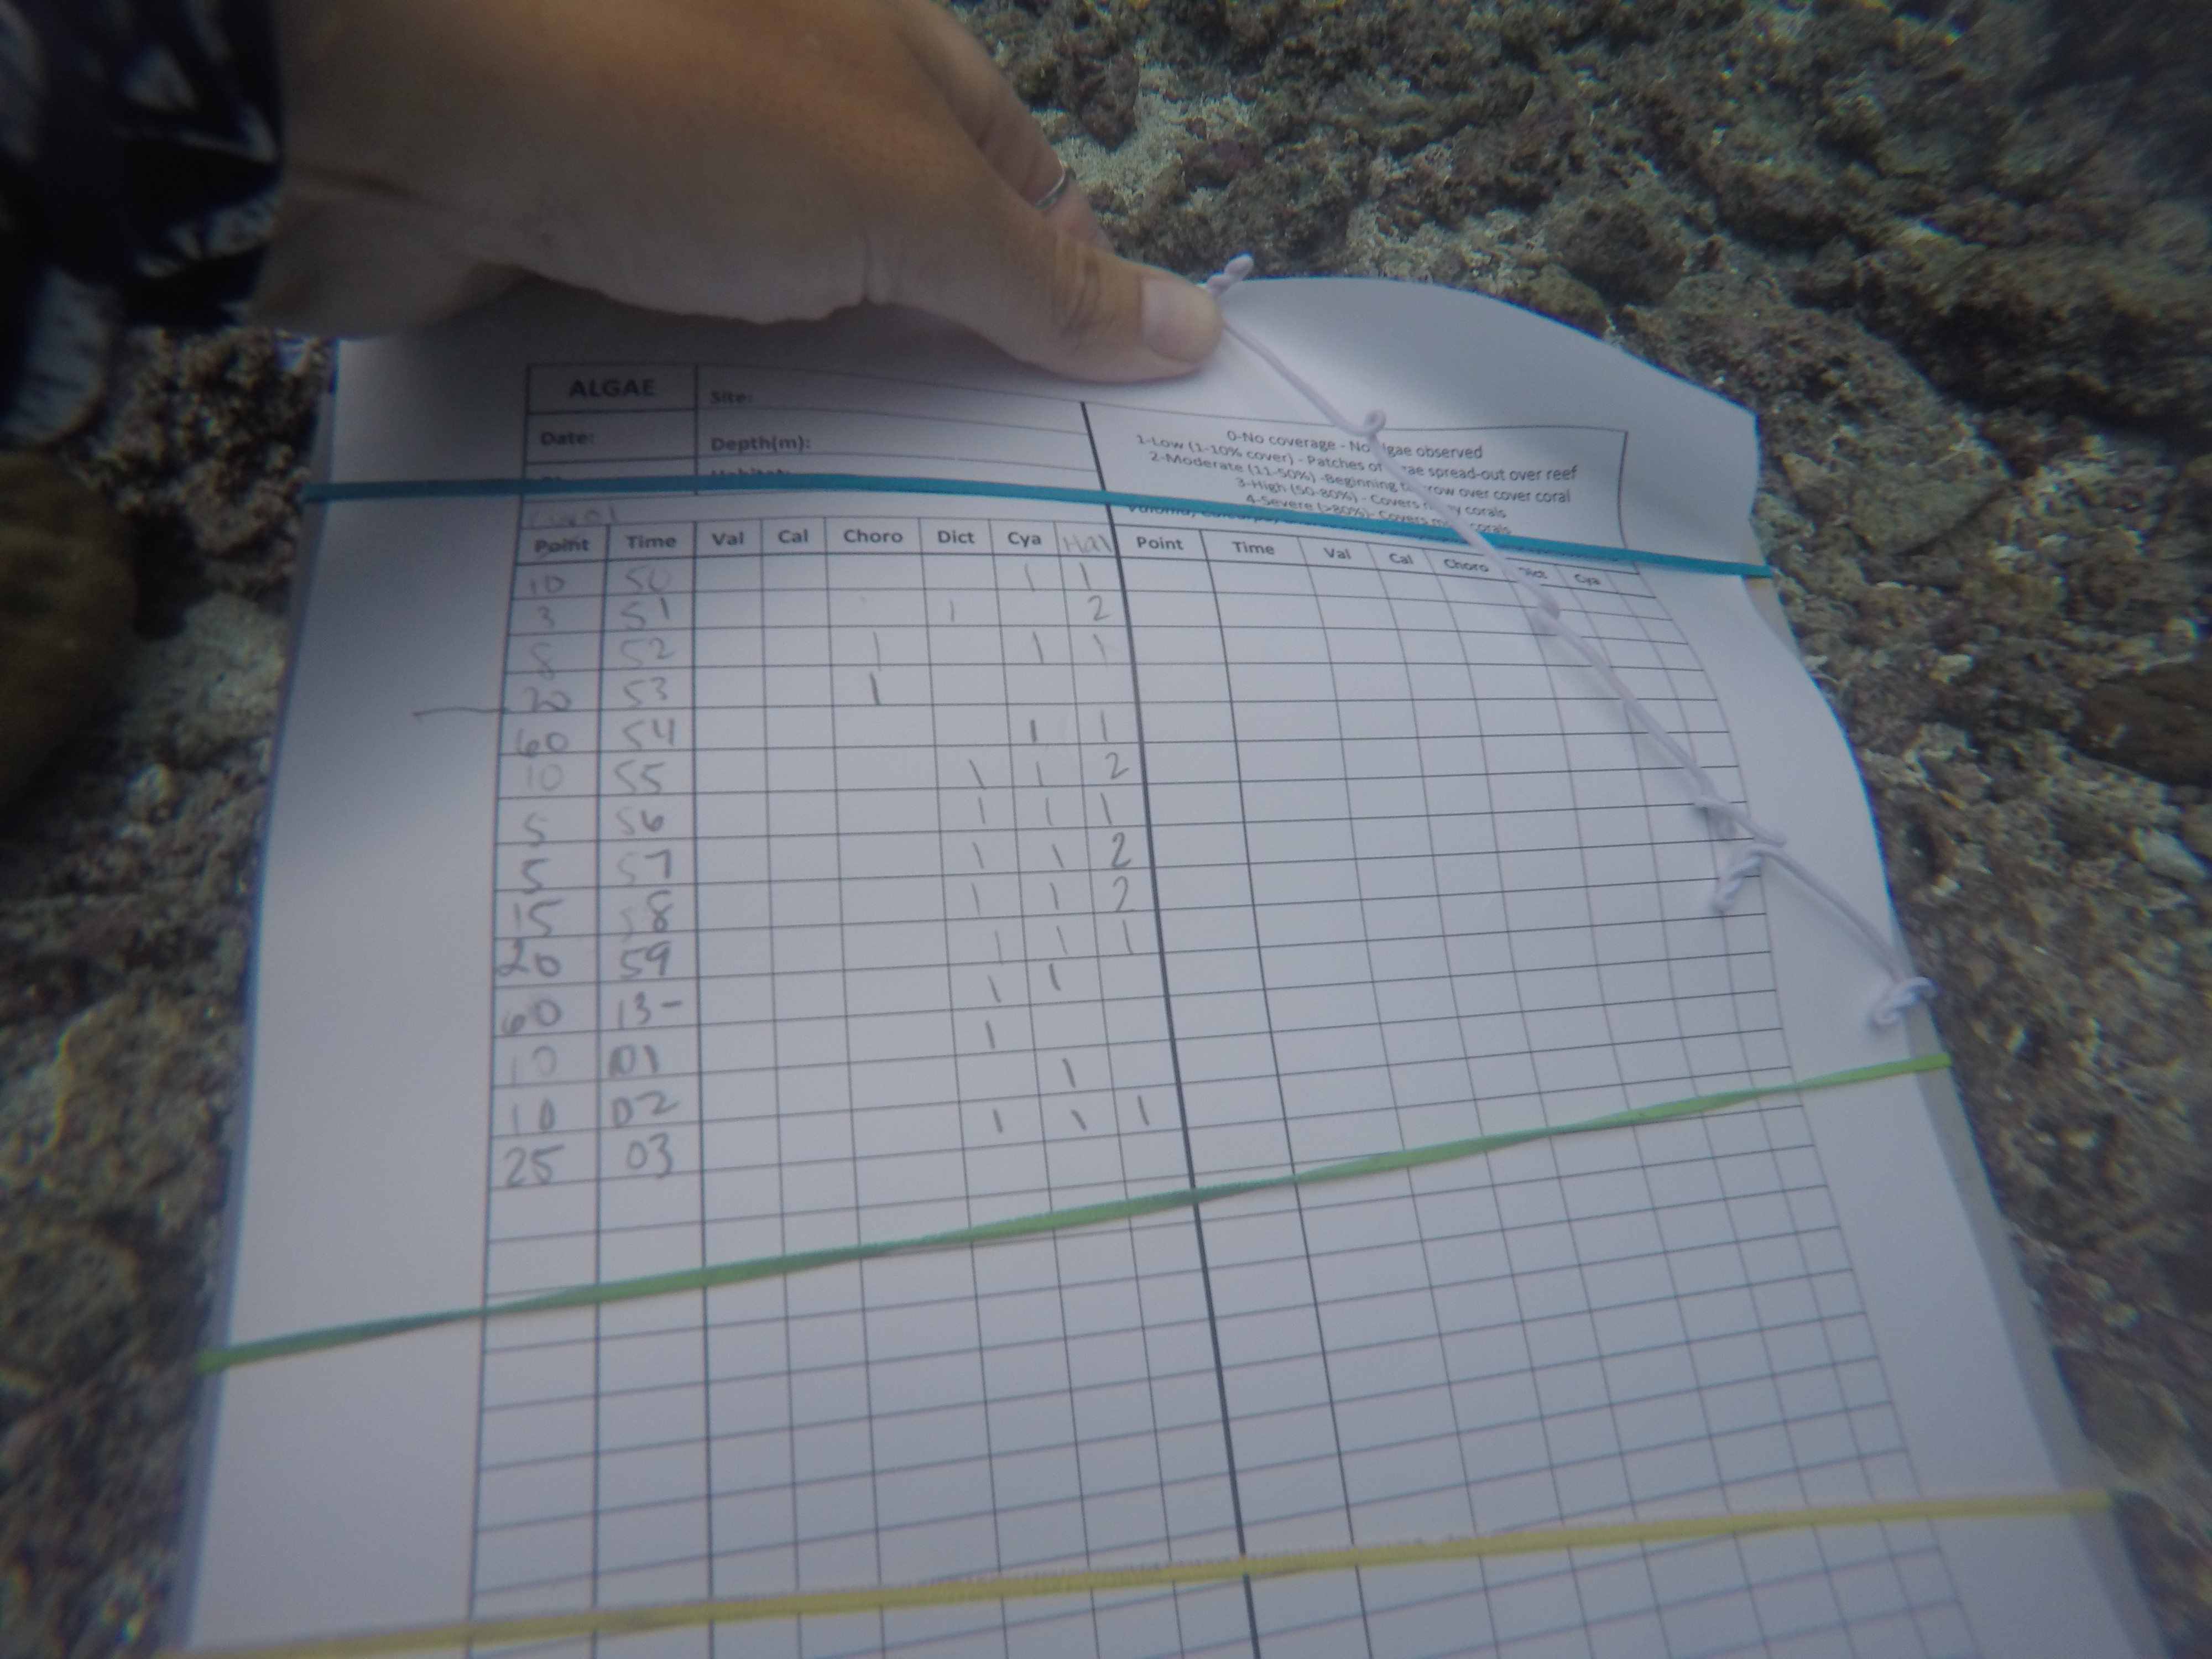 ALGAE Site:
Date: Depth(m):
Habitat:
0-No coverage - No lgae observed
1-Low (1-10% cover) - Patches of ae spread-out over reef
2-Moderate (11-50%) -Beginning t row over cover coral
3-High (50-80%) - Covers m y corals
4-Severe (>80%)- Covers m corals
Coral
Point Time Val Cal Choro Dict Cya Hal Point Time Val Cal Choro Dict Cya
10 50 1 1
3 51 1 2
8 52 1 1 1
20 53 1
60 54 1 1
10 55 1 1 2
5 56 1 1 1
5 57 1 1 2
15 58 1 1 2
20 59 1 1 1
60 13- 1 1
10 01 1
10 02 1
25 03 1 1 1